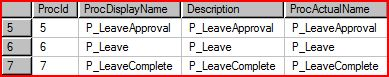 ProcId ProcDisplayName Description ProcActualName
5 5 P_LeaveApproval P_LeaveApproval P_LeaveApproval
6 6 P_Leave P_Leave P_Leave
7 7 P_LeaveComplete P_LeaveComplete P_LeaveComplete